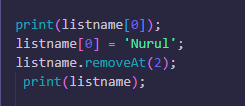 print(listname[0]);
listname[0] = 'Nurul';
listname.removeAt(2);
print(listname);